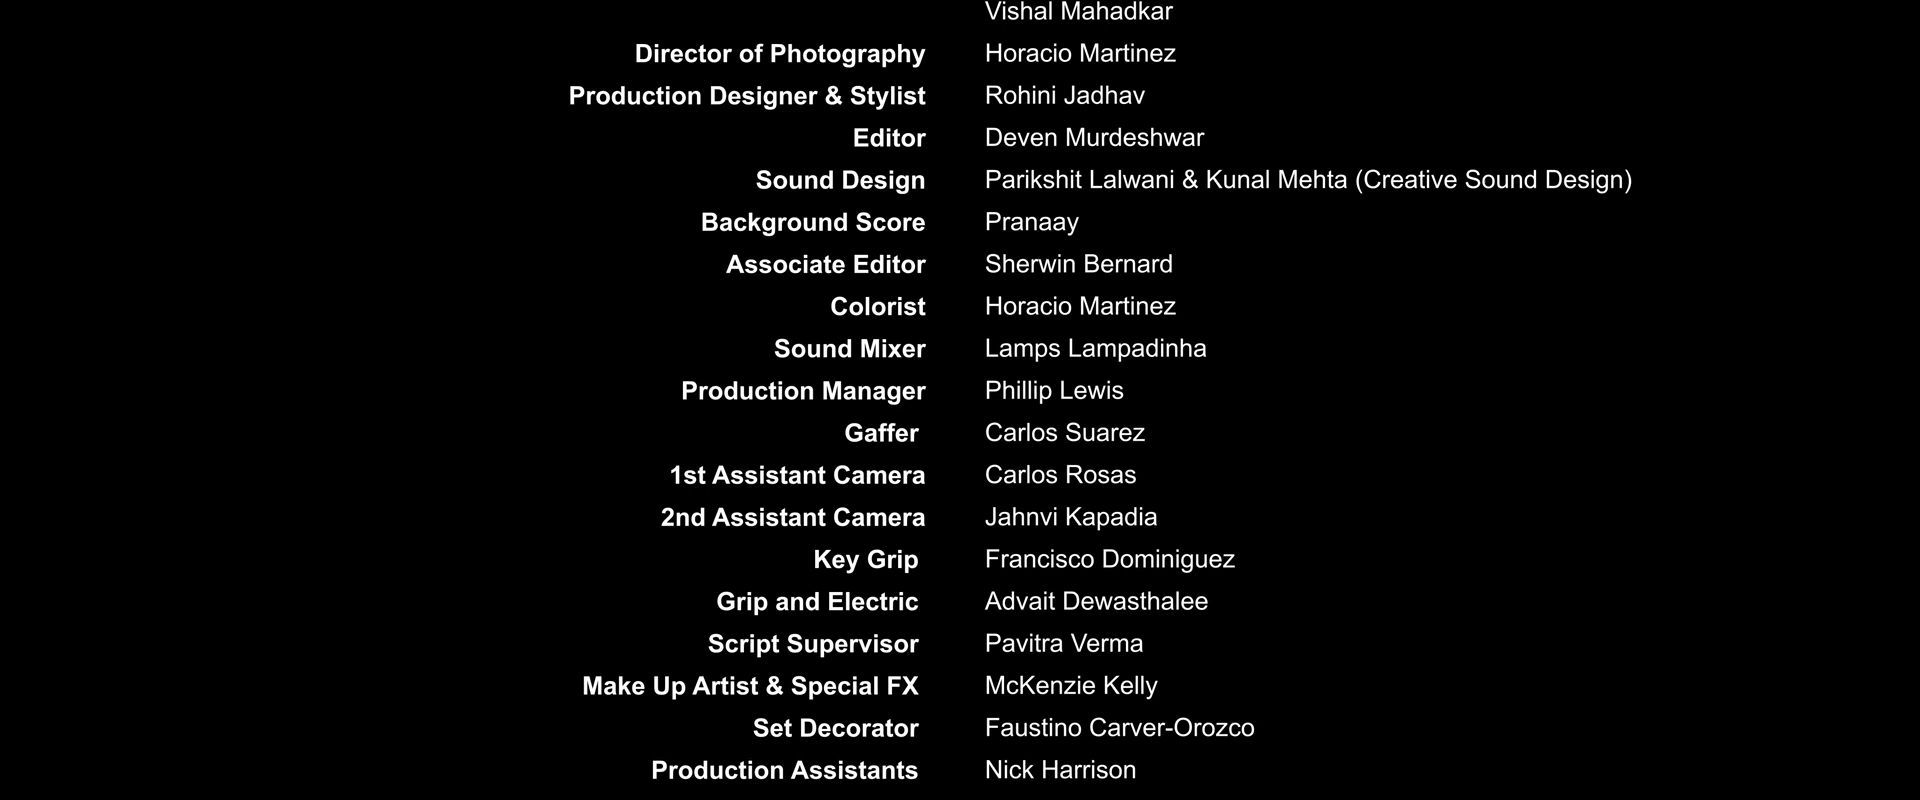 Vishal Mahadkar
Director of Photography Horacio Martinez
Production Designer & Stylist Rohini Jadhav
Editor Deven Murdeshwar
Sound Design Parikshit Lalwani & Kunal Mehta (Creative Sound Design)
Background Score Pranaay
Associate Editor Sherwin Bernard
Colorist Horacio Martinez
Sound Mixer Lamps Lampadinha
Production Manager Phillip Lewis
Gaffer Carlos Suarez
1st Assistant Camera Carlos Rosas
2nd Assistant Camera Jahnvi Kapadia
Key Grip Francisco Dominiguez
Grip and Electric Advait Dewasthalee
Script Supervisor Pavitra Verma
Make Up Artist & Special FX McKenzie Kelly
Set Decorator Faustino Carver-Orozco
Production Assistants Nick Harrison